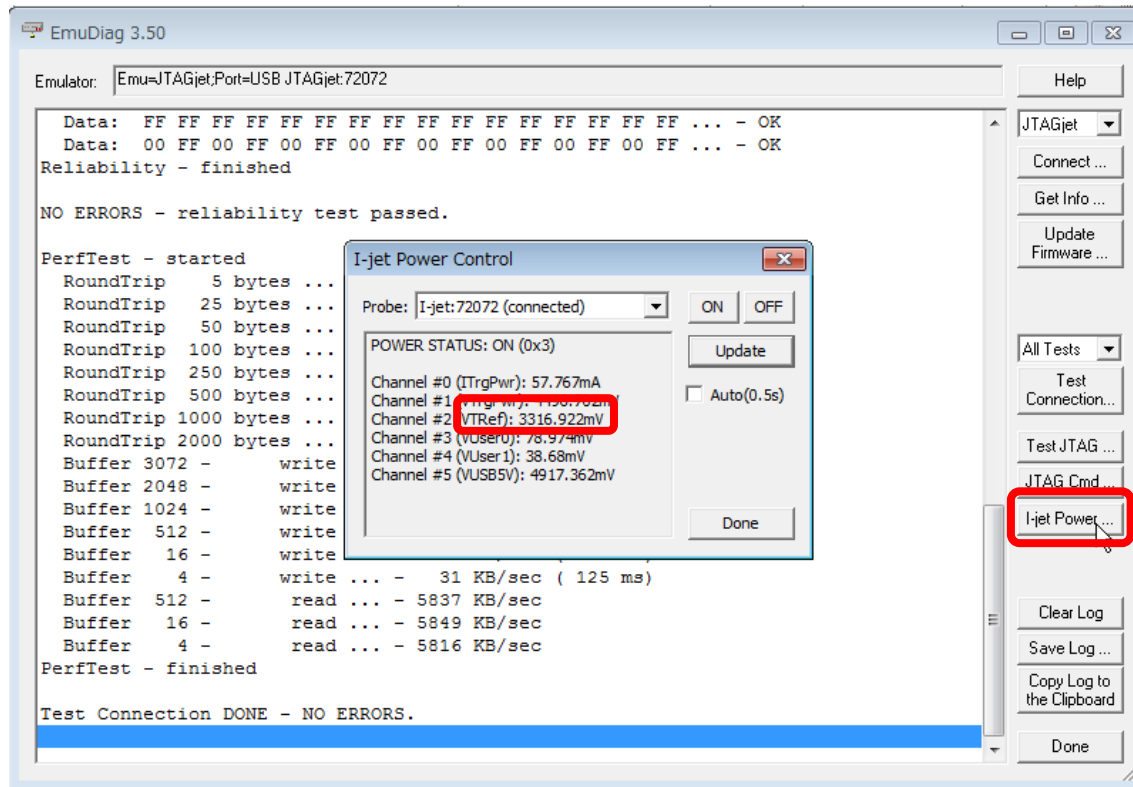 EmuDiag 3.50
Emulator: Emu=JTAGjet;Port=USB JTAGjet:72072
Help
Data: FF FF FF FF FF FF FF FF FF FF FF FF FF FF FF FF ... - OK
Data: 00 FF 00 FF 00 FF 00 FF 00 FF 00 FF 00 FF 00 FF ... - OK
Reliability - finished
NO ERRORS - reliability test passed.
PerfTest - started
RoundTrip 5 bytes ...
RoundTrip 25 bytes ...
RoundTrip 50 bytes ...
RoundTrip 100 bytes ...
RoundTrip 250 bytes ...
RoundTrip 500 bytes ...
RoundTrip 1000 bytes ...
RoundTrip 2000 bytes ...
Buffer 3072 - write
Buffer 2048 - write
Buffer 1024 - write
Buffer 512 - write
Buffer 16 - write
Buffer 4 - write ... - 31 KB/sec ( 125 ms)
Buffer 512 - read ... - 5837 KB/sec
Buffer 16 - read ... - 5849 KB/sec
Buffer 4 - read ... - 5816 KB/sec
PerfTest - finished
Test Connection DONE - NO ERRORS.
I-jet Power Control
Probe: I-jet:72072 (connected)
ON OFF
POWER STATUS: ON (0x3)
Channel #0 (ITrgPwr): 57.767mA
Channel #1
Channel #2 (VTRef): 3316.922mV
Channel #3 (VUser0): 78.974mV
Channel #4 (VUser1): 38.68mV
Channel #5 (VUSB5V): 4917.362mV
Update
Auto(0.5s)
Done
JTAGjet
Connect ...
Get Info ...
Update
Firmware ...
All Tests
Test
Connection...
Test JTAG ...
JTAG Cmd ...
I-jet Power ...
Clear Log
Save Log ...
Copy Log to
the Clipboard
Done